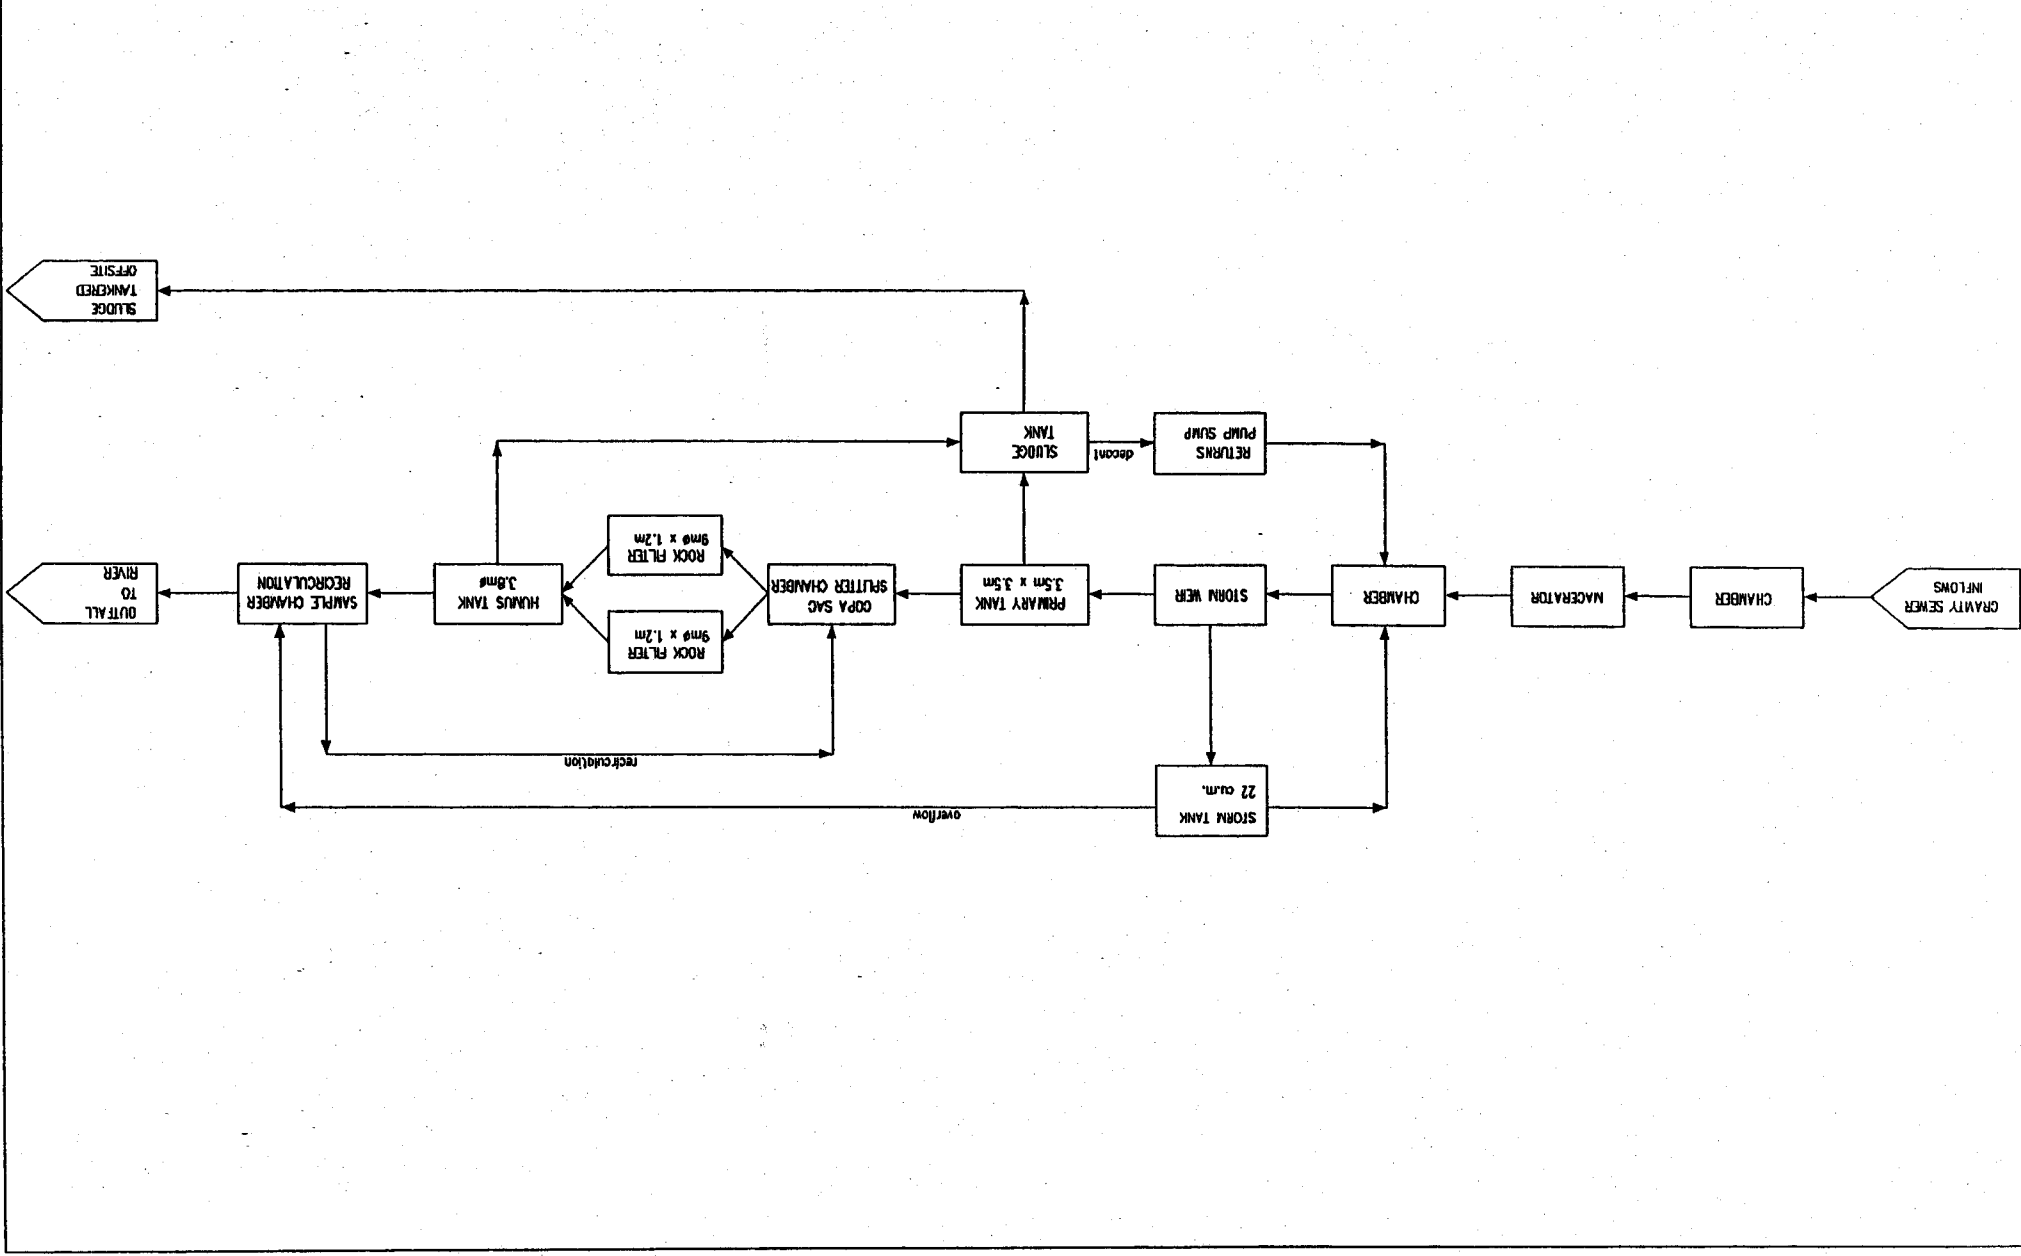 STORM TANK
22 cu.m.
overflow
recirculation
GRAVITY SEWER
INFLOWS
CHAMBER
MACERATOR
CHAMBER
STORM WEIR
PRIMARY TANK
3.5m x 3.5m
COPA SAC
SPLITTER CHAMBER
ROCK FILTER
9mø x 1.2m
ROCK FILTER
9mø x 1.2m
HUMUS TANK
3.8mø
SAMPLE CHAMBER
RECIRCULATION
OUTFALL
TO
RIVER
RETURNS
PUMP SUMP
decant
SLUDGE
TANK
SLUDGE
TANKERED
OFFSITE